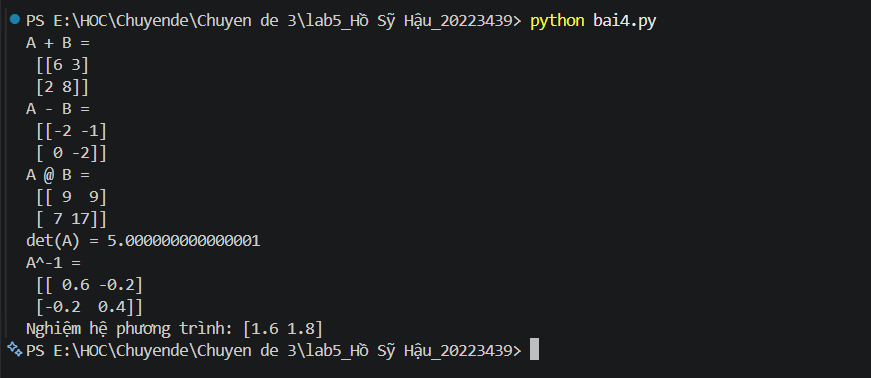 PS E:\HOC\Chuyende\Chuyen de 3\lab5_Hồ Sỹ Hậu_20223439> python bai4.py
A + B =
 [[6 3]
 [2 8]]
A - B =
 [[-2 -1]
 [ 0 -2]]
A @ B =
 [[ 9  9]
 [ 7 17]]
det(A) = 5.000000000000001
A^-1 =
 [[ 0.6 -0.2]
 [-0.2  0.4]]
Nghiệm hệ phương trình: [1.6 1.8]
PS E:\HOC\Chuyende\Chuyen de 3\lab5_Hồ Sỹ Hậu_20223439>